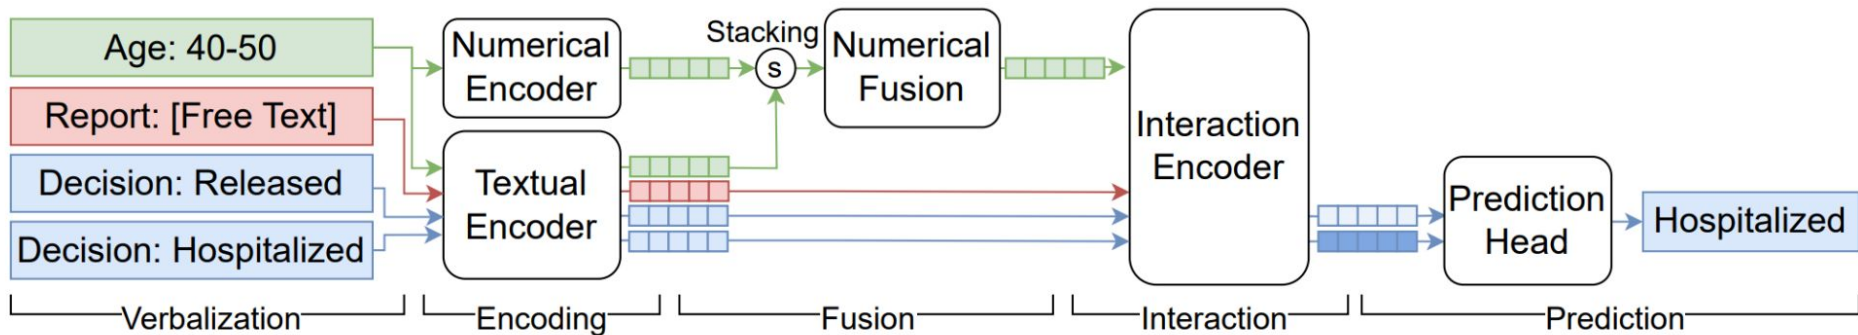 Age: 40-50
Report: [Free Text]
Decision: Released
Decision: Hospitalized
Numerical
Encoder
Textual
Encoder
Stacking
s
Numerical
Fusion
Interaction
Encoder
Prediction
Head
Hospitalized
Verbalization
Encoding
Fusion
Interaction
Prediction